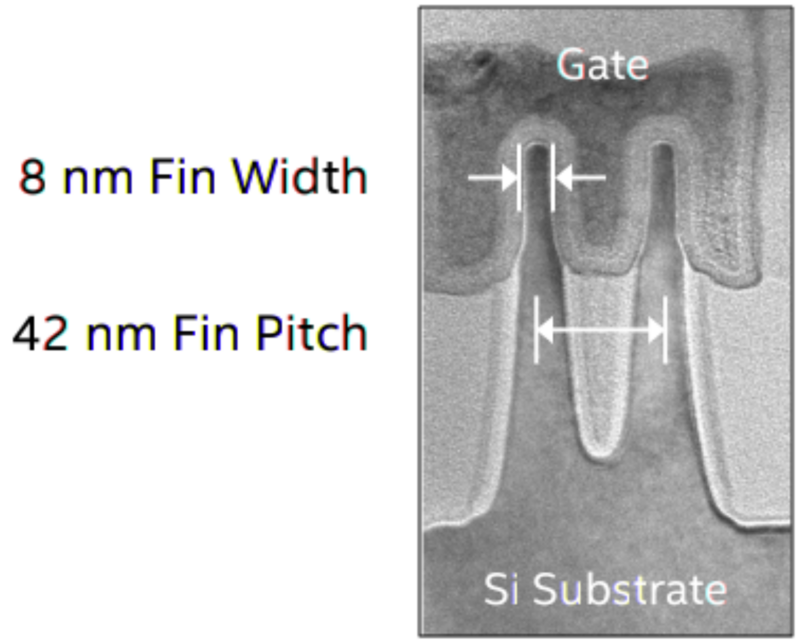 Gate
8 nm Fin Width
42 nm Fin Pitch
Si Substrate